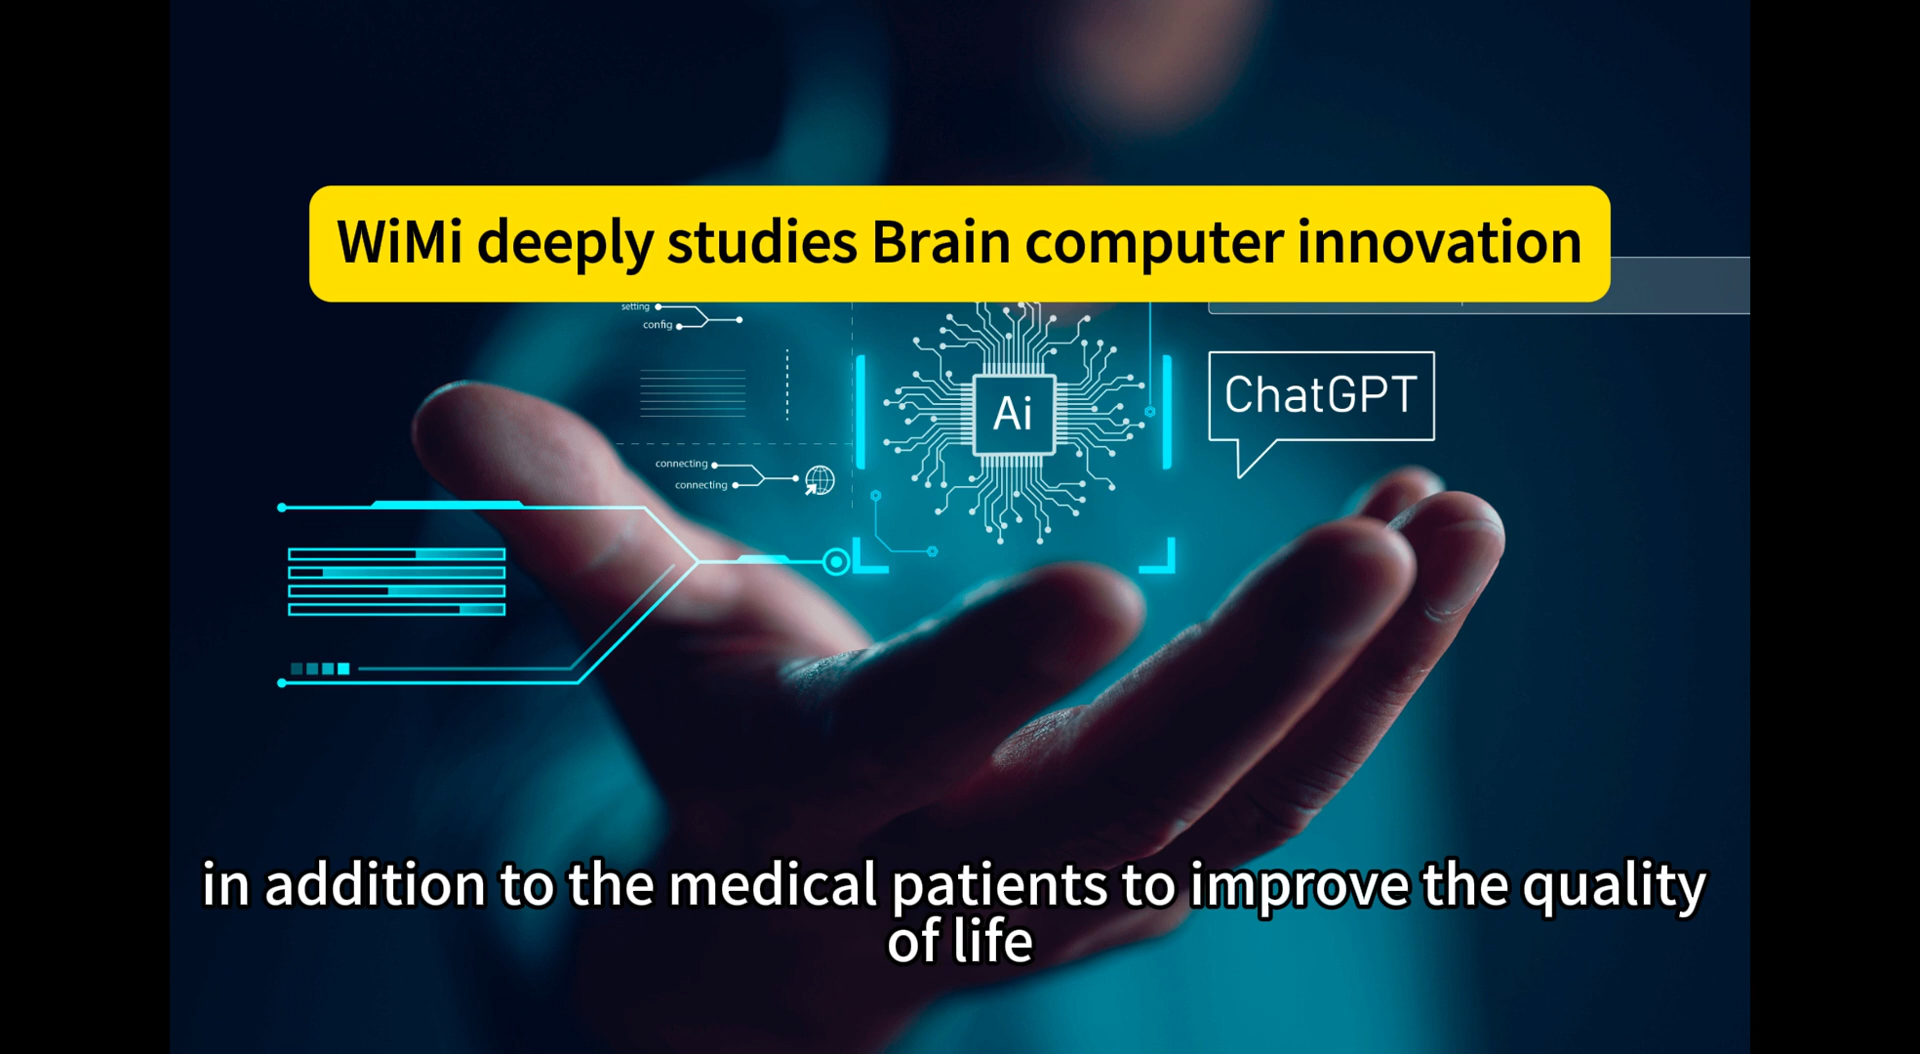 WiMi deeply studies Brain computer innovation
setting
config
Ai
ChatGPT
connecting
connecting
in addition to the medical patients to improve the quality
of life